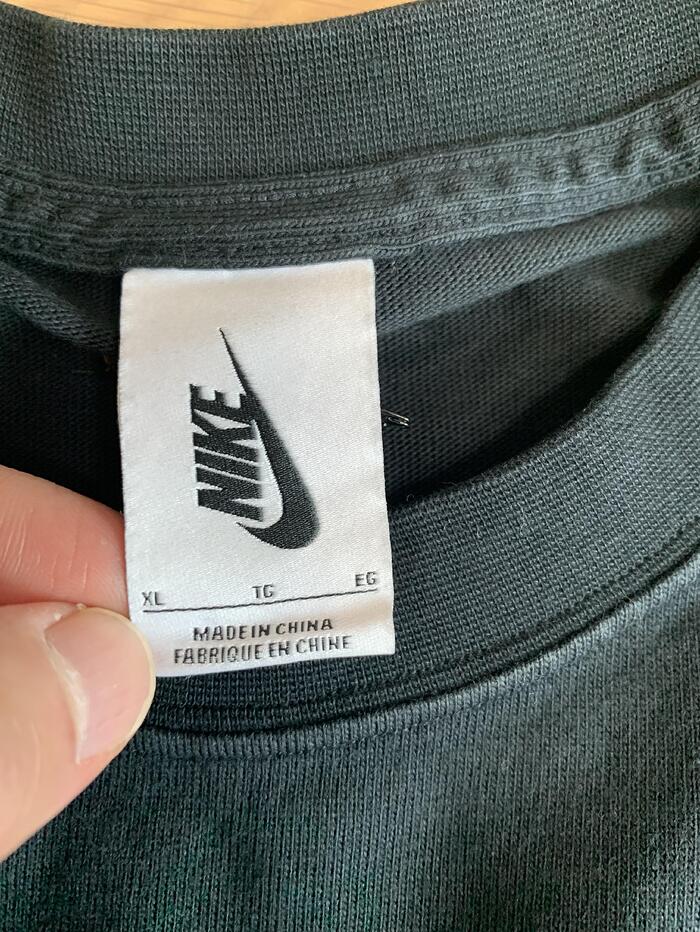 NIKE
XL TG EG
MADE IN CHINA
FABRIQUE EN CHINE